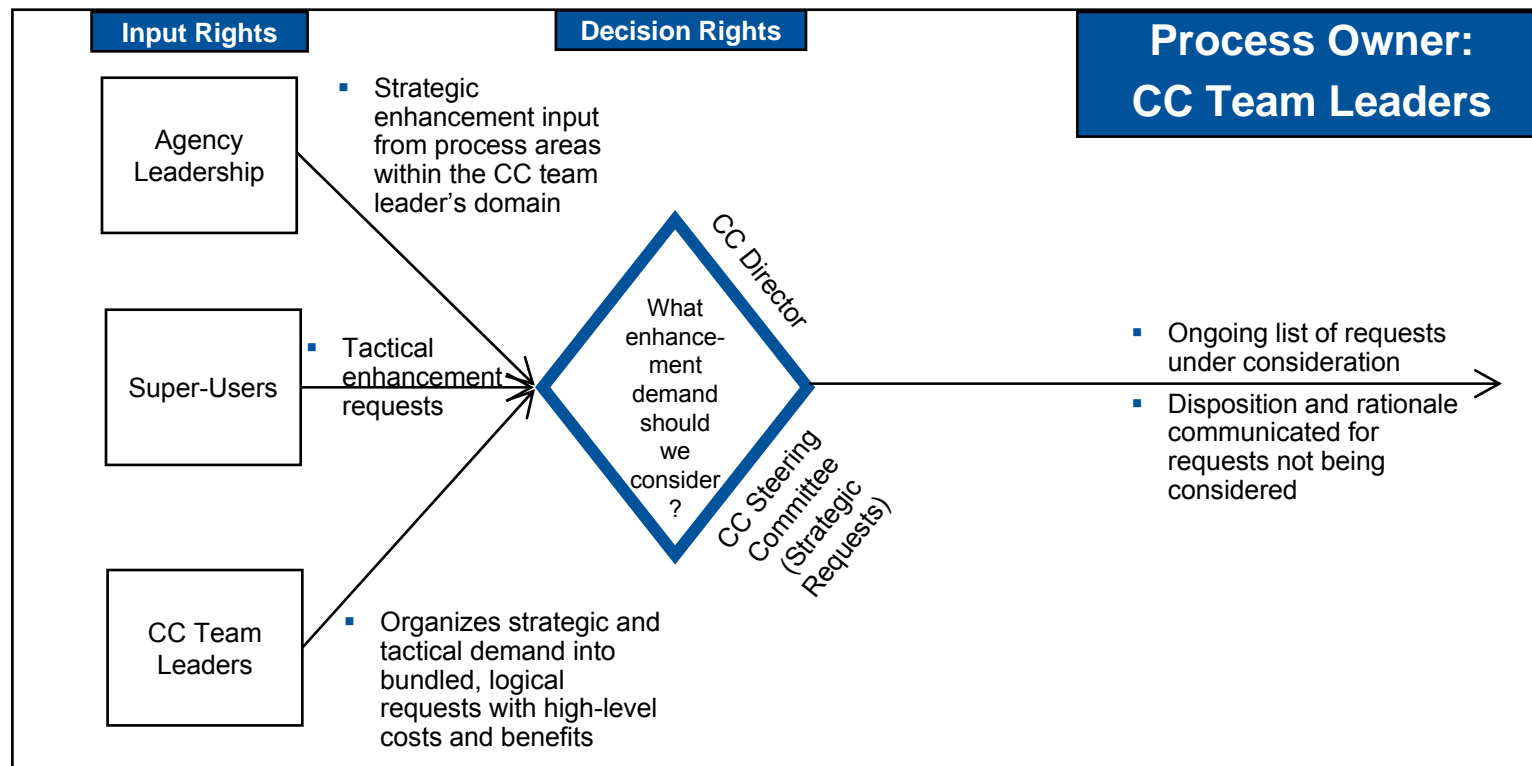 Input Rights
Decision Rights
Process Owner:
CC Team Leaders
Agency
Leadership
▪ Strategic
enhancement input
from process areas
within the CC team
leader’s domain
Super-Users
▪ Tactical
enhancement
requests
CC Team
Leaders
▪ Organizes strategic and
tactical demand into
bundled, logical
requests with high-level
costs and benefits
What
enhance-
ment
demand
should
we
consider
?
CC Director
CC Steering
Committee
(Strategic
Requests)
▪ Ongoing list of requests
under consideration
▪ Disposition and rationale
communicated for
requests not being
considered